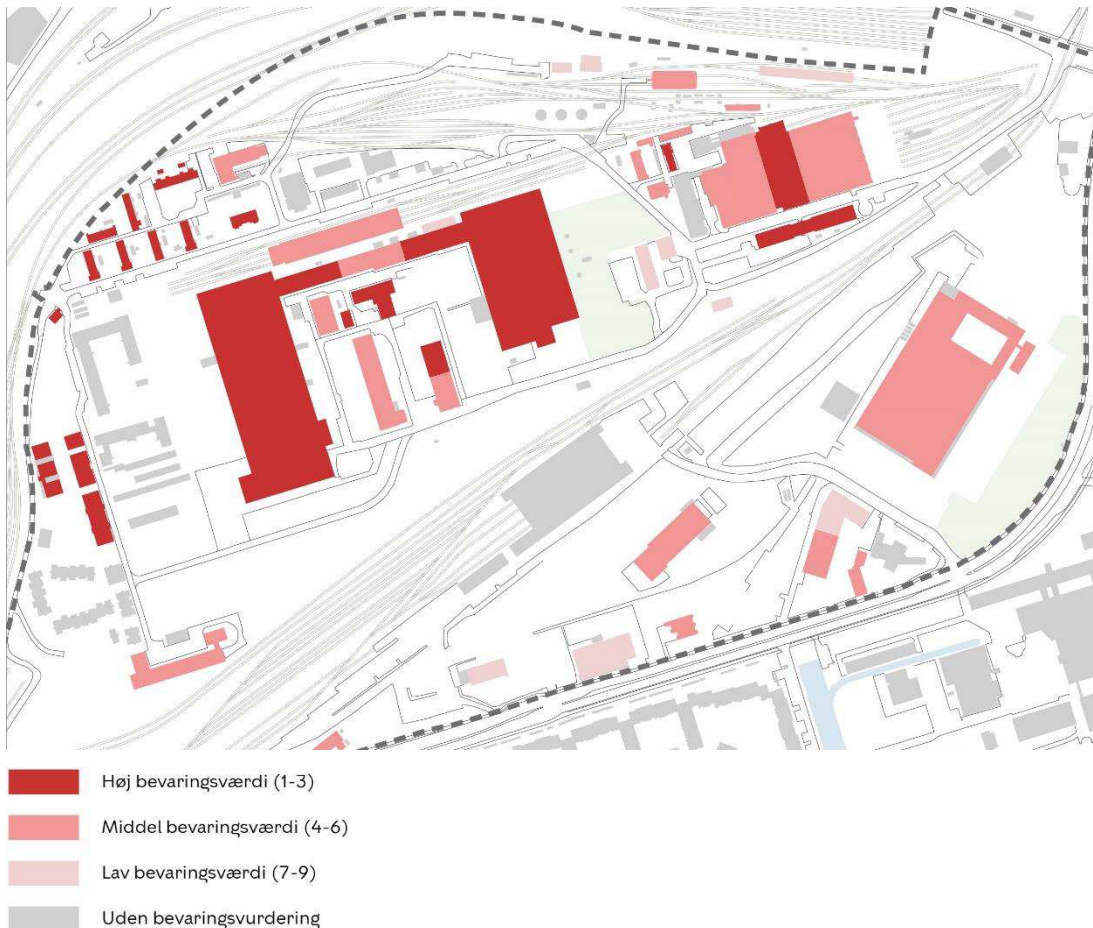 Høj bevaringsværdi (1-3)
Middel bevaringsværdi (4-6)
Lav bevaringsværdi (7-9)
Uden bevaringsvurdering